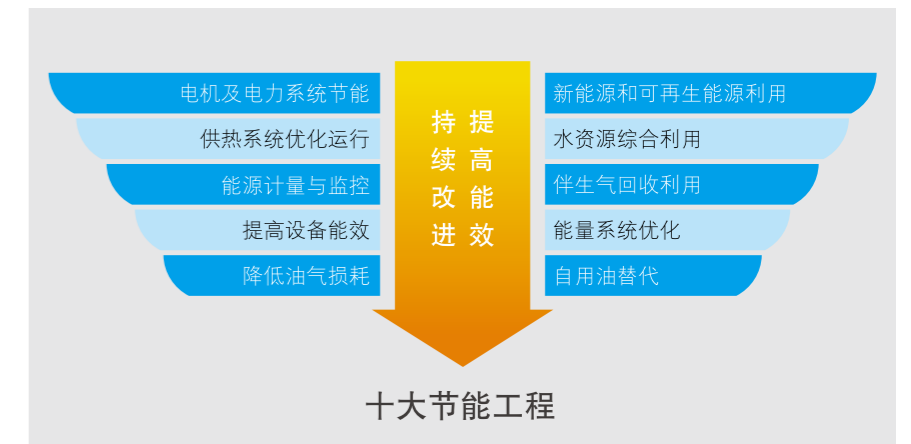 电机及电力系统节能
供热系统优化运行
能源计量与监控
提高设备能效
降低油气损耗
提高能效
持续改进
新能源和可再生能源利用
水资源综合利用
伴生气回收利用
能量系统优化
自用油替代
十大节能工程